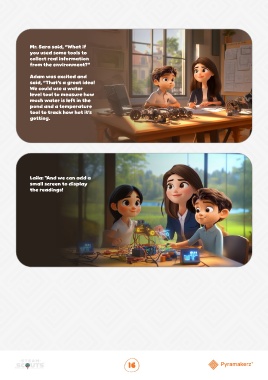 Mr. Sara said, "What if
you used some tools to
collect real information
from the environment?"
Adam was excited and
said, "That's a great idea!
We could use a water
level tool to measure how
much water is left in the
pond and a temperature
tool to track how hot it's
getting.
Laila: "And we can add a
small screen to display
the readings!
16
Pyramakerz